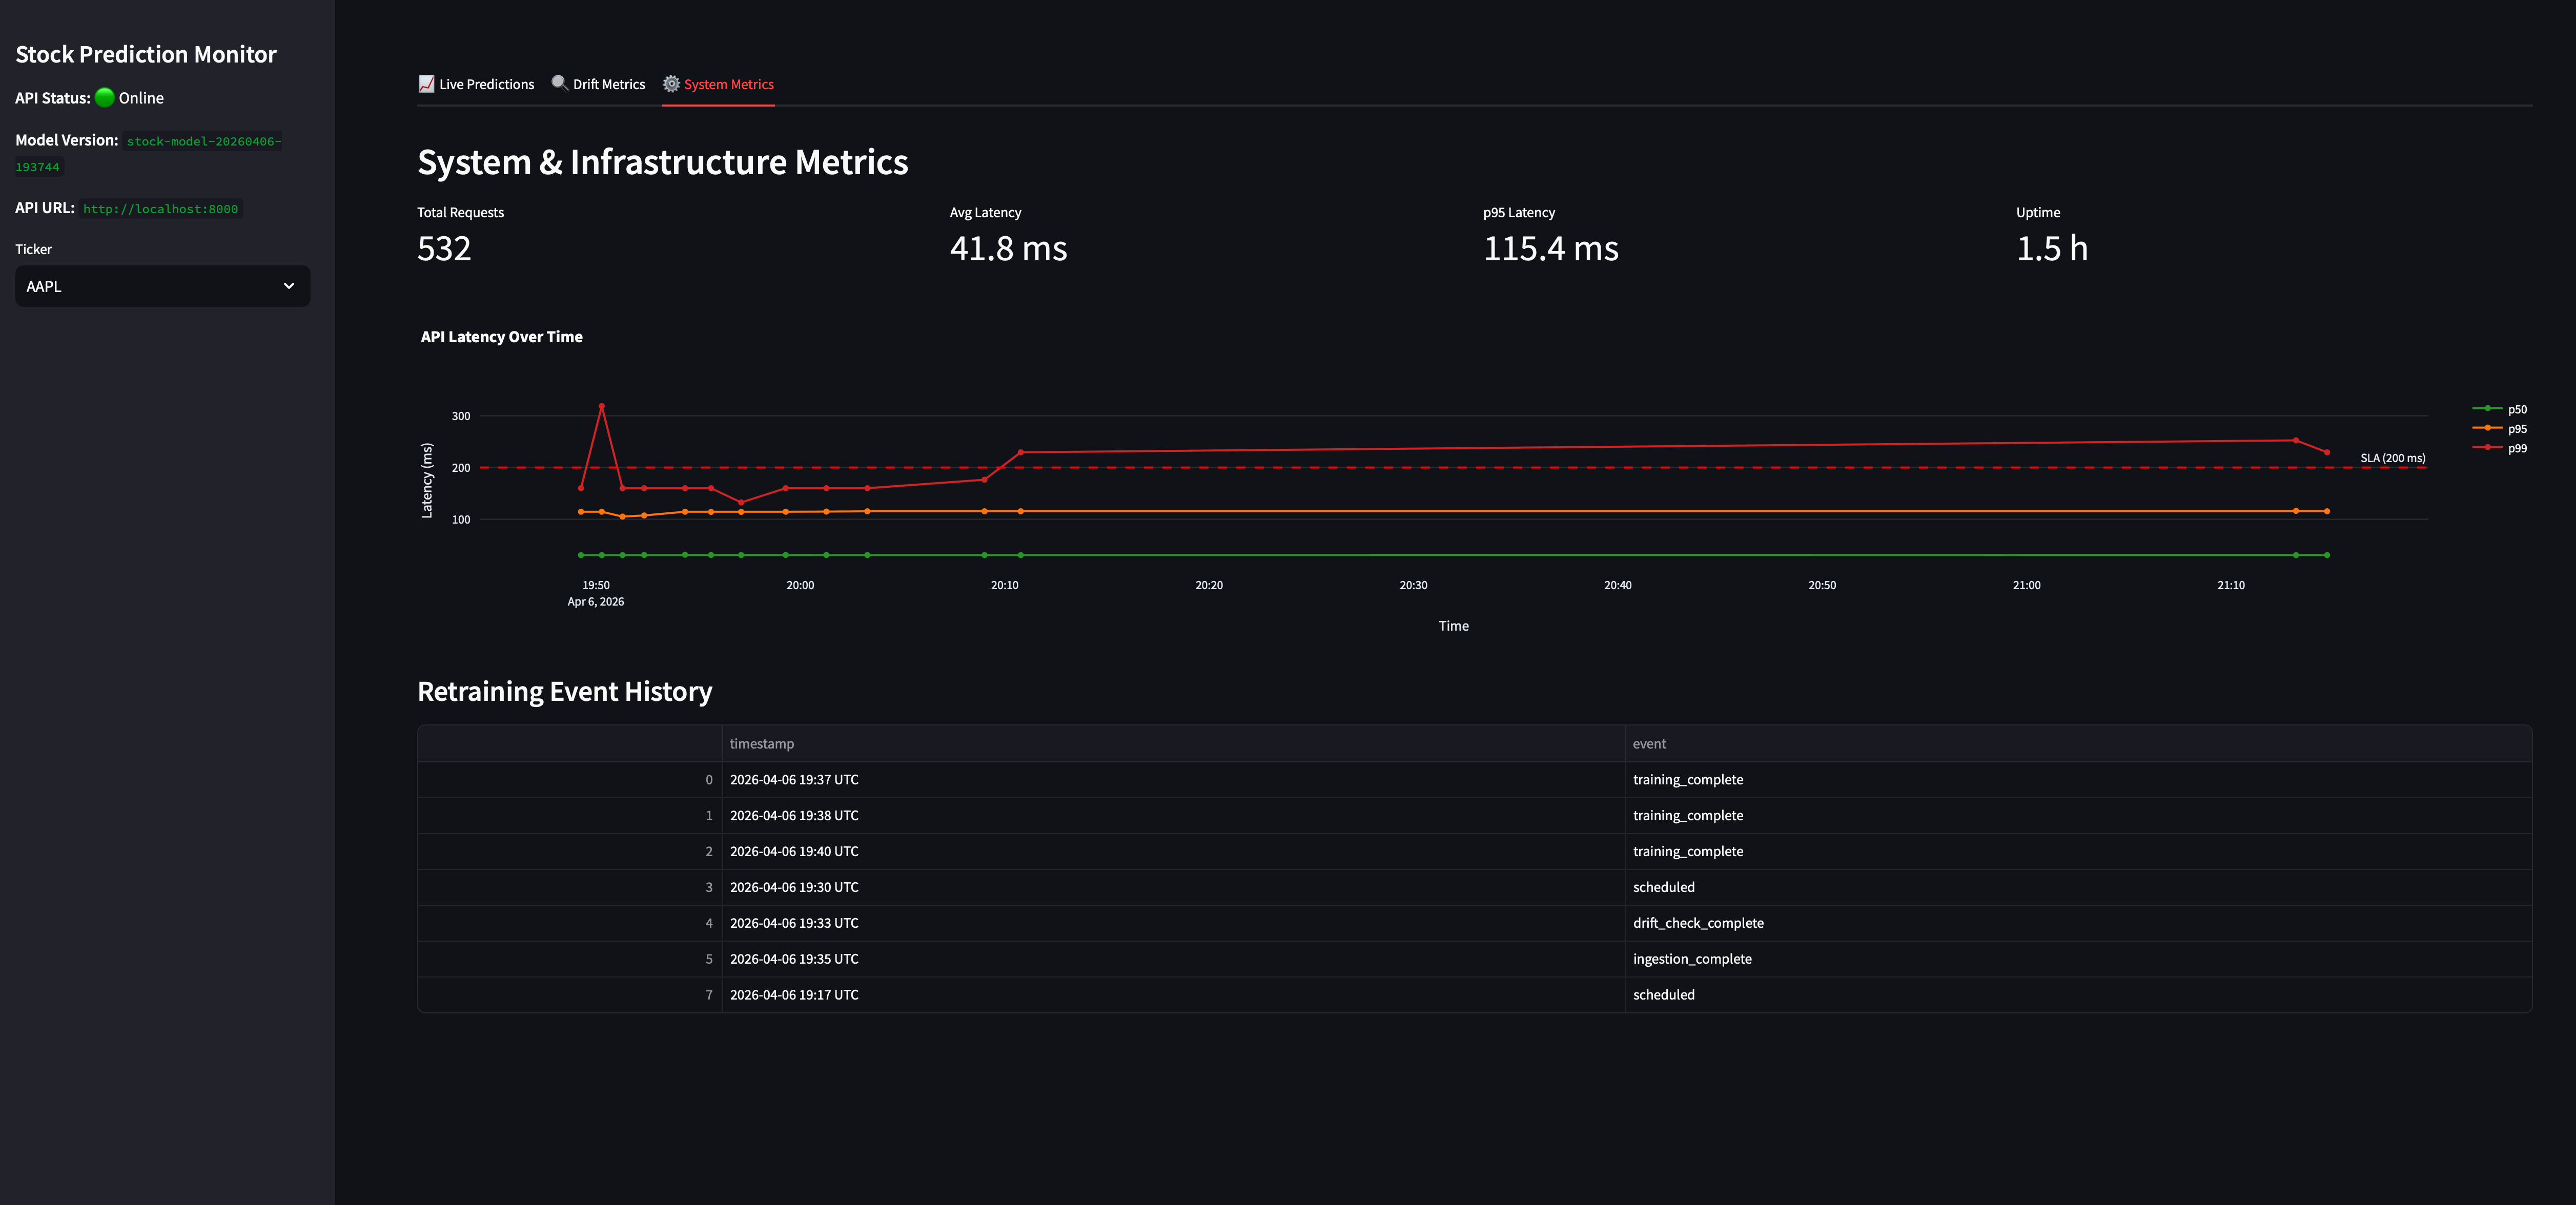 Stock Prediction Monitor
API Status: Online
Model Version: stock-model-20260406-
193744
API URL: http://localhost:8000
Ticker
AAPL
Live Predictions Drift Metrics System Metrics
System & Infrastructure Metrics
Total Requests Avg Latency p95 Latency Uptime
532 41.8 ms 115.4 ms 1.5 h
API Latency Over Time
Latency (ms)
300
200
100
SLA (200 ms)
p50
p95
p99
19:50 20:00 20:10 20:20 20:30 20:40 20:50 21:00 21:10
Apr 6, 2026
Time
Retraining Event History
timestamp event
0 2026-04-06 19:37 UTC training_complete
1 2026-04-06 19:38 UTC training_complete
2 2026-04-06 19:40 UTC training_complete
3 2026-04-06 19:30 UTC scheduled
4 2026-04-06 19:33 UTC drift_check_complete
5 2026-04-06 19:35 UTC ingestion_complete
7 2026-04-06 19:17 UTC scheduled